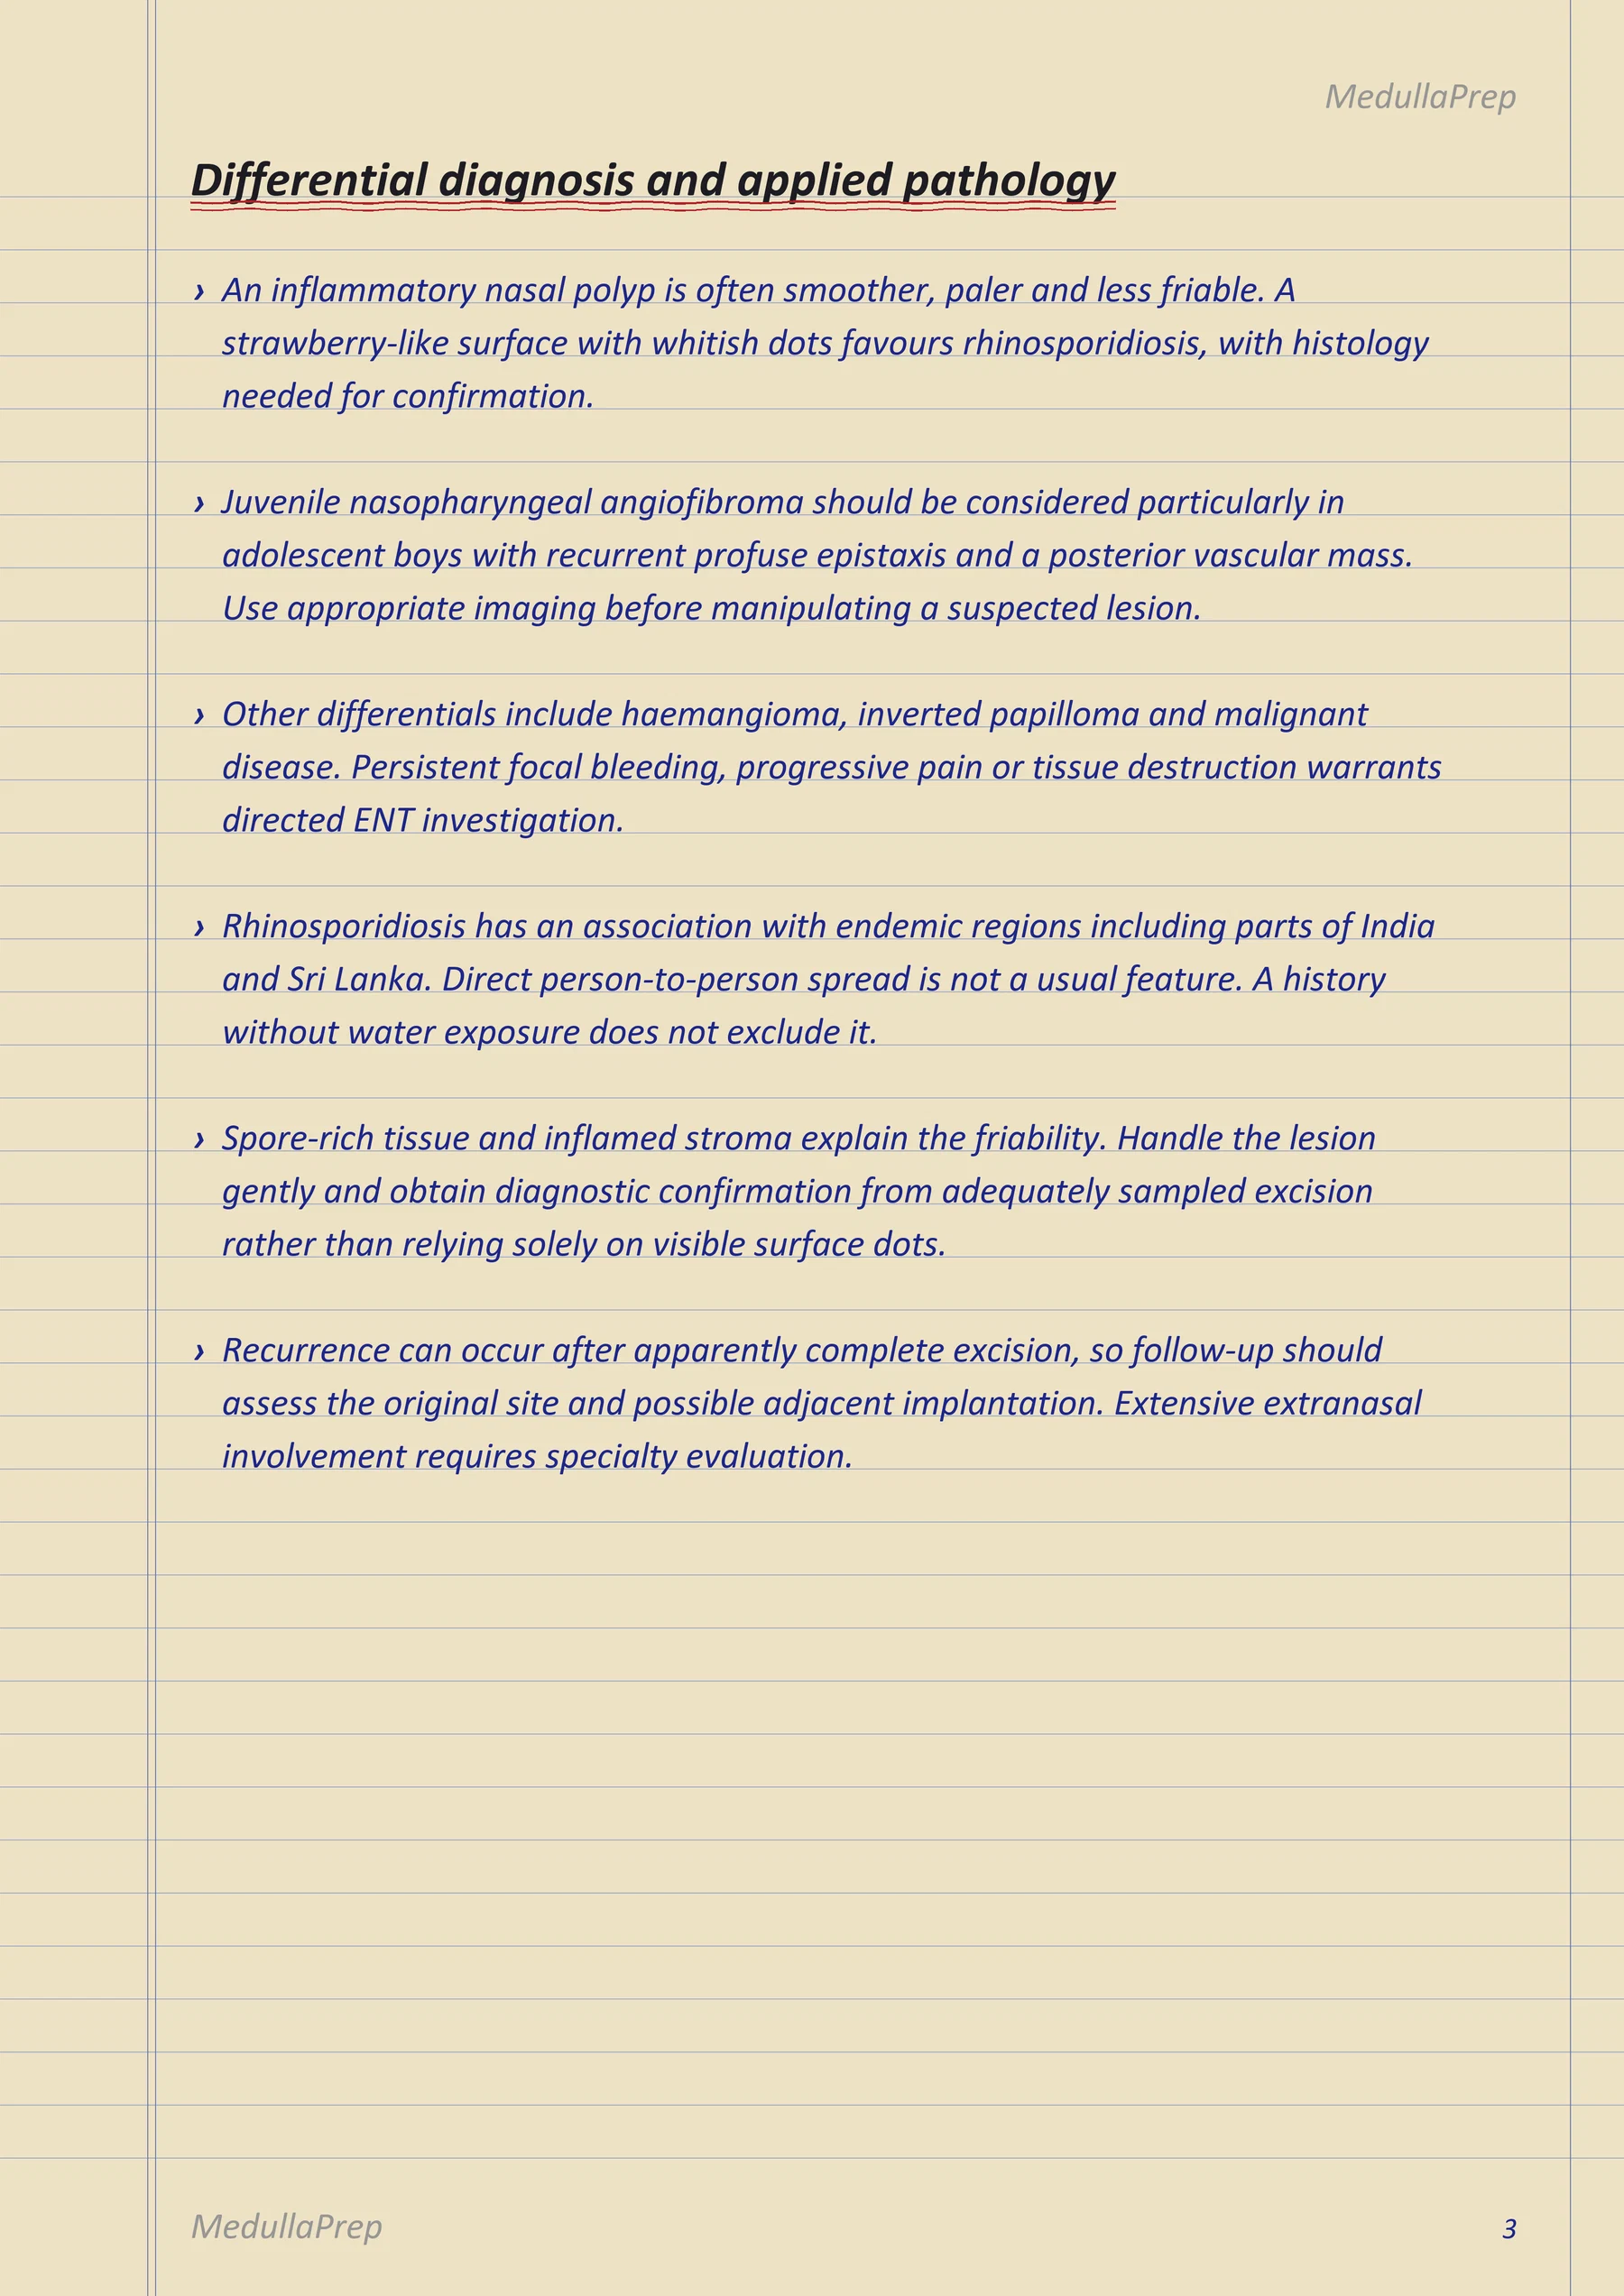 MedullaPrep
Differential diagnosis and applied pathology
› An inflammatory nasal polyp is often smoother, paler and less friable. A
strawberry-like surface with whitish dots favours rhinosporidiosis, with histology
needed for confirmation.
› Juvenile nasopharyngeal angiofibroma should be considered particularly in
adolescent boys with recurrent profuse epistaxis and a posterior vascular mass.
Use appropriate imaging before manipulating a suspected lesion.
› Other differentials include haemangioma, inverted papilloma and malignant
disease. Persistent focal bleeding, progressive pain or tissue destruction warrants
directed ENT investigation.
› Rhinosporidiosis has an association with endemic regions including parts of India
and Sri Lanka. Direct person-to-person spread is not a usual feature. A history
without water exposure does not exclude it.
› Spore-rich tissue and inflamed stroma explain the friability. Handle the lesion
gently and obtain diagnostic confirmation from adequately sampled excision
rather than relying solely on visible surface dots.
› Recurrence can occur after apparently complete excision, so follow-up should
assess the original site and possible adjacent implantation. Extensive extranasal
involvement requires specialty evaluation.
MedullaPrep
3